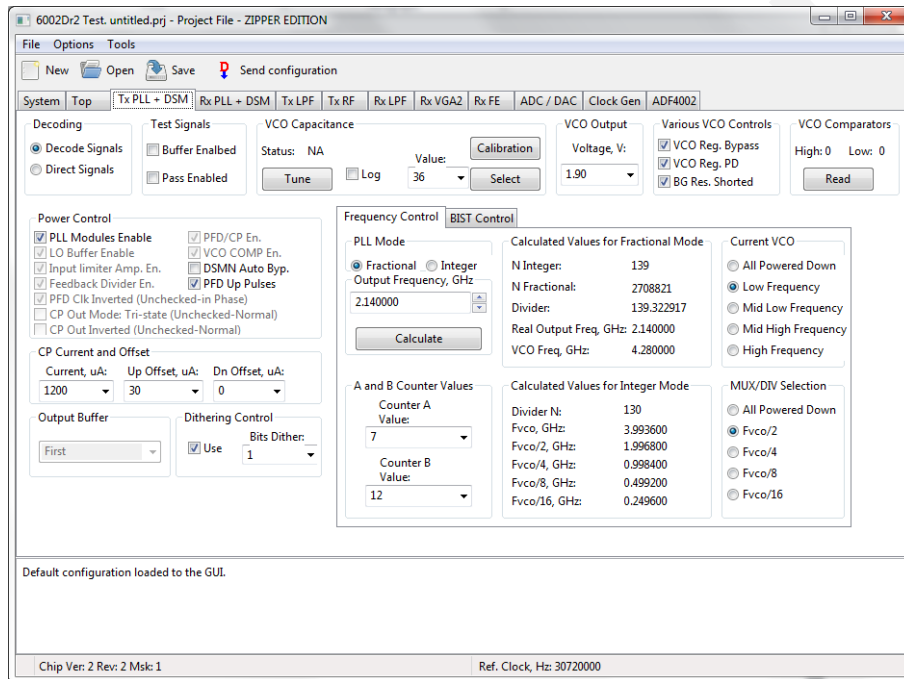 6002Dr2 Test. untitled.prj - Project File - ZIPPER EDITION
File Options Tools
New Open Save Send configuration
System Top Tx PLL + DSM Rx PLL + DSM Tx LPF Tx RF Rx LPF Rx VGA2 Rx FE ADC / DAC Clock Gen ADF4002
Decoding
Decode Signals
Direct Signals
Test Signals
Buffer Enalbed
Pass Enabled
VCO Capacitance
Status: NA
Tune
Log
Value:
36
Calibration
Select
VCO Output
Voltage, V:
1.90
Various VCO Controls
VCO Reg. Bypass
VCO Reg. PD
BG Res. Shorted
VCO Comparators
High: 0 Low: 0
Read
Power Control
PLL Modules Enable
LO Buffer Enable
Input limiter Amp. En.
Feedback Divider En.
PFD/CP En.
VCO COMP En.
DSMN Auto Byp.
PFD Up Pulses
PFD Clk Inverted (Unchecked-in Phase)
CP Out Mode: Tri-state (Unchecked-Normal)
CP Out Inverted (Unchecked-Normal)
CP Current and Offset
Current, uA: Up Offset, uA: Dn Offset, uA:
1200 30 0
Output Buffer
First
Dithering Control
Use
Bits Dither:
1
Frequency Control BIST Control
PLL Mode
Fractional Integer
Output Frequency, GHz
2.140000
Calculate
Calculated Values for Fractional Mode
N Integer: 139
N Fractional: 2708821
Divider: 139.322917
Real Output Freq, GHz: 2.140000
VCO Freq, GHz: 4.280000
Current VCO
All Powered Down
Low Frequency
Mid Low Frequency
Mid High Frequency
High Frequency
A and B Counter Values
Counter A
Value:
7
Counter B
Value:
12
Calculated Values for Integer Mode
Divider N: 130
Fvco, GHz: 3.993600
Fvco/2, GHz: 1.996800
Fvco/4, GHz: 0.998400
Fvco/8, GHz: 0.499200
Fvco/16, GHz: 0.249600
MUX/DIV Selection
All Powered Down
Fvco/2
Fvco/4
Fvco/8
Fvco/16
Default configuration loaded to the GUI.
Chip Ver: 2 Rev: 2 Msk: 1
Ref. Clock, Hz: 30720000